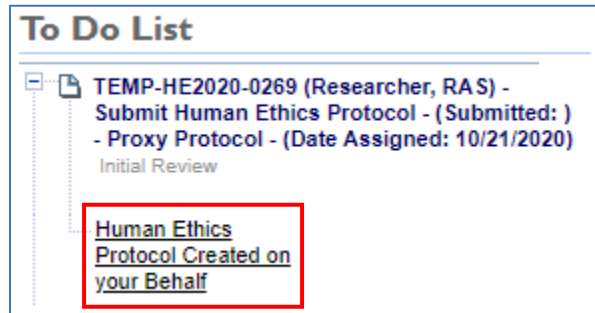 To Do List
TEMP-HE2020-0269 (Researcher, RAS) -
Submit Human Ethics Protocol - (Submitted: )
- Proxy Protocol - (Date Assigned: 10/21/2020)
Initial Review
Human Ethics
Protocol Created on
your Behalf